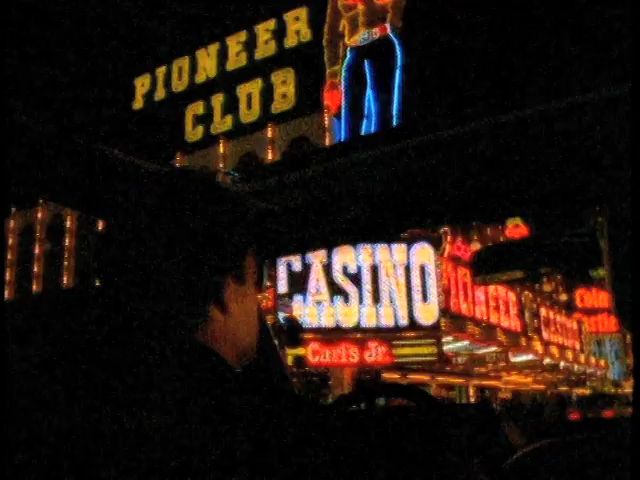 PIONEER
CLUB
CASINO
Carl's Jr.
PIONEER
CASINO